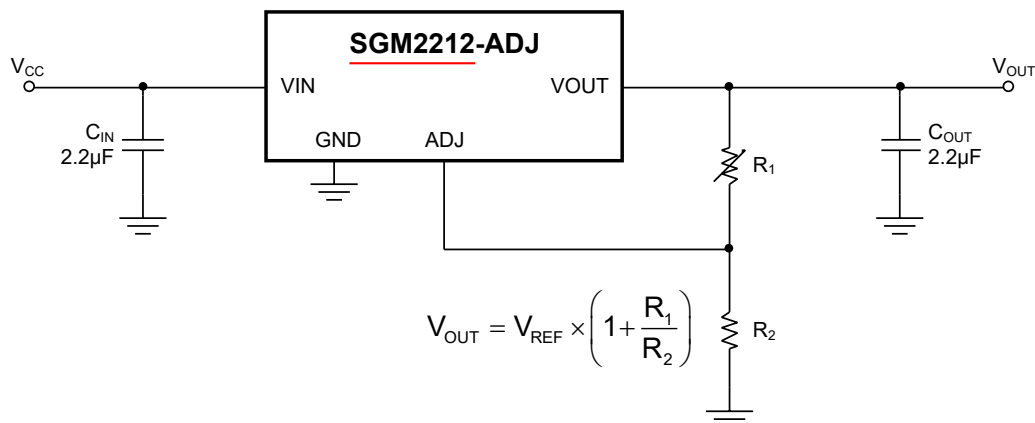 SGM2212-ADJ
VCC
VIN
VOUT
VOUT
GND
ADJ
CIN
2.2µF
COUT
2.2µF
R1
VOUT = VREF × (1 + R1/R2)
R2